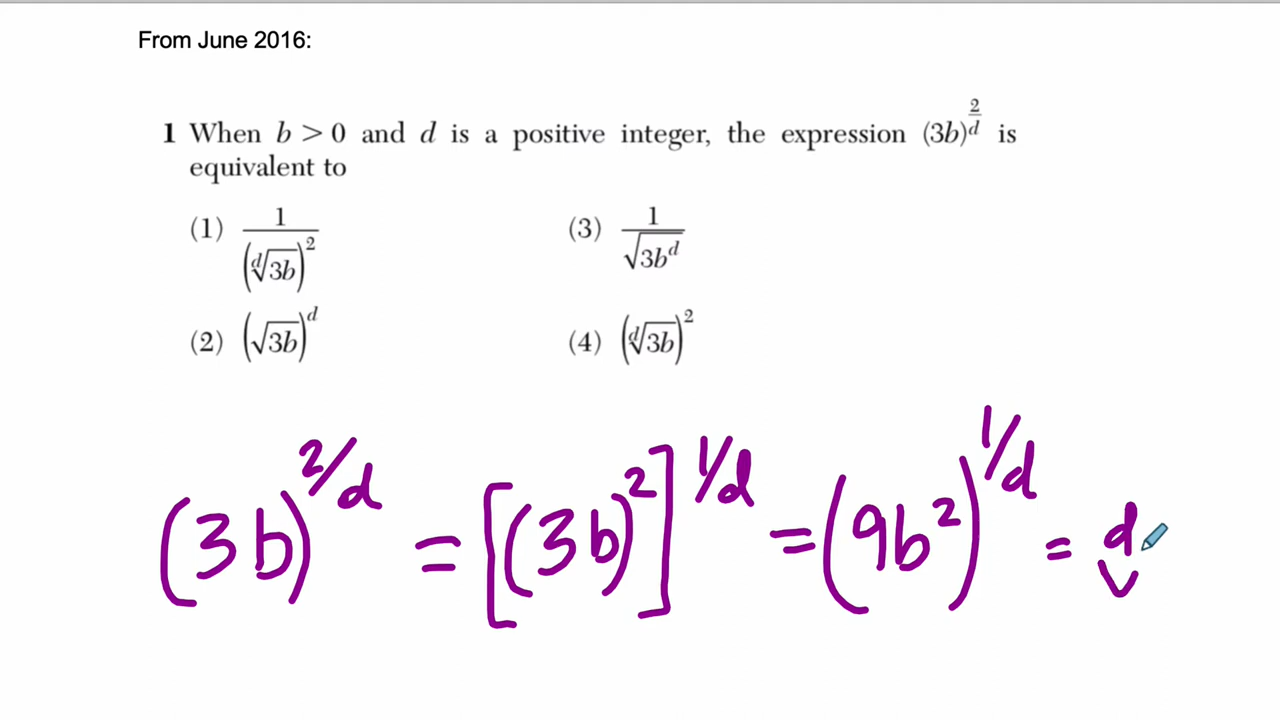 From June 2016:
1 When b > 0 and d is a positive integer, the expression (3b)^(2/d) is
equivalent to
(1) 1/(ᵈ√3b)²
(3) 1/√3bᵈ
(2) (√3b)ᵈ
(4) (ᵈ√3b)²
(3b)^(2/d) = [(3b)²]^(1/d) = (9b²)^(1/d) = ᵈ√